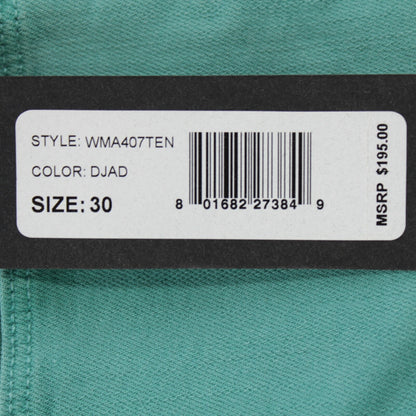 STYLE: WMA407TEN
COLOR: DJAD
SIZE: 30
8 01682 27384 9
MSRP $195.00